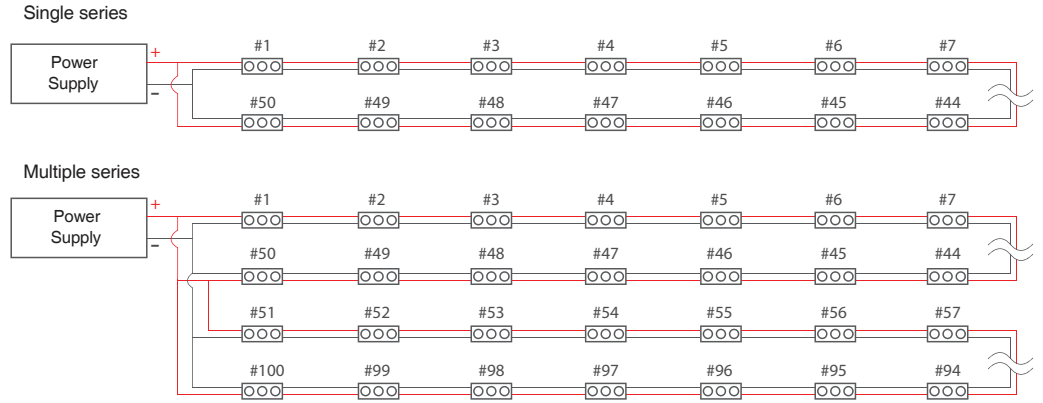 Single series
Power
Supply
+
-
#1 #2 #3 #4 #5 #6 #7
#50 #49 #48 #47 #46 #45 #44
Multiple series
Power
Supply
+
-
#1 #2 #3 #4 #5 #6 #7
#50 #49 #48 #47 #46 #45 #44
#51 #52 #53 #54 #55 #56 #57
#100 #99 #98 #97 #96 #95 #94